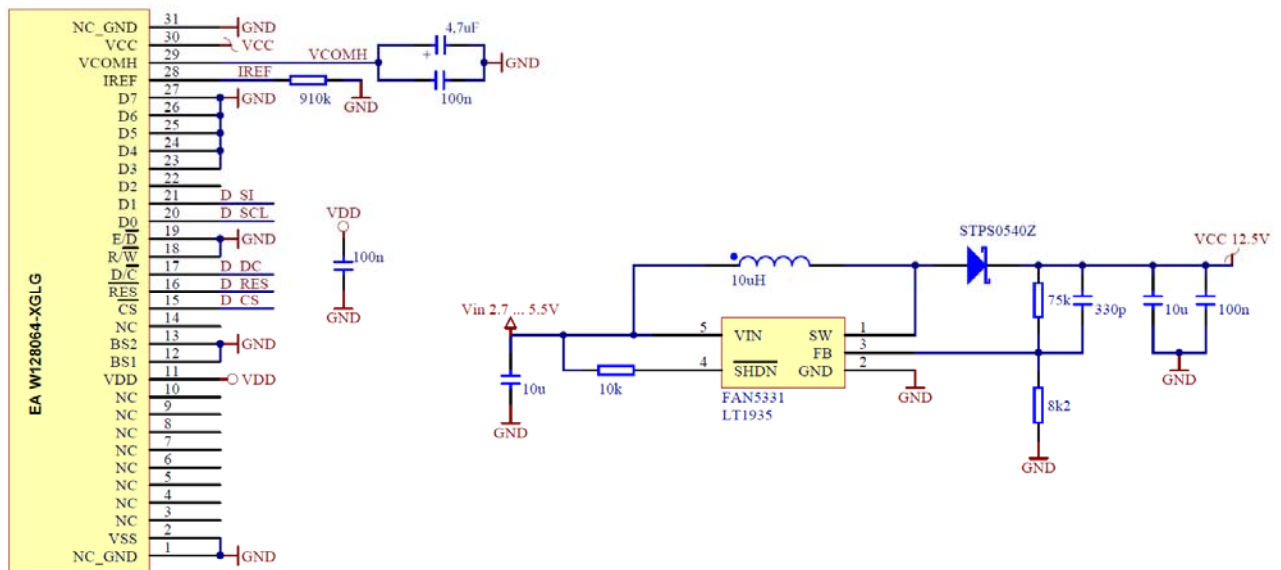 EA W128064-XGLG
NC_GND 31 GND
VCC 30 VCC
VCOMH 29 VCOMH
IREF 28 IREF
D7 27 GND
D6 26
D5 25
D4 24
D3 23
D2 22
D1 21 D_SI
D0 20 D_SCL
E/D 19 GND
R/W 18
D/C 17 D_DC
RES 16 D_RES
CS 15 D_CS
NC 14
BS2 13 GND
BS1 12
VDD 11 VDD
NC 10
NC 9
NC 8
NC 7
NC 6
NC 5
NC 4
NC 3
VSS 2
NC_GND 1 GND
4,7uF
+
GND
100n
910k
GND
VDD
100n
GND
STPS0540Z
VCC 12.5V
10uH
75k
330p
10u
100n
GND
Vin 2.7 ... 5.5V
5 VIN SW 1
FB 3
4 SHDN GND 2
10u
10k
GND
FAN5331
LT1935
GND
8k2
GND